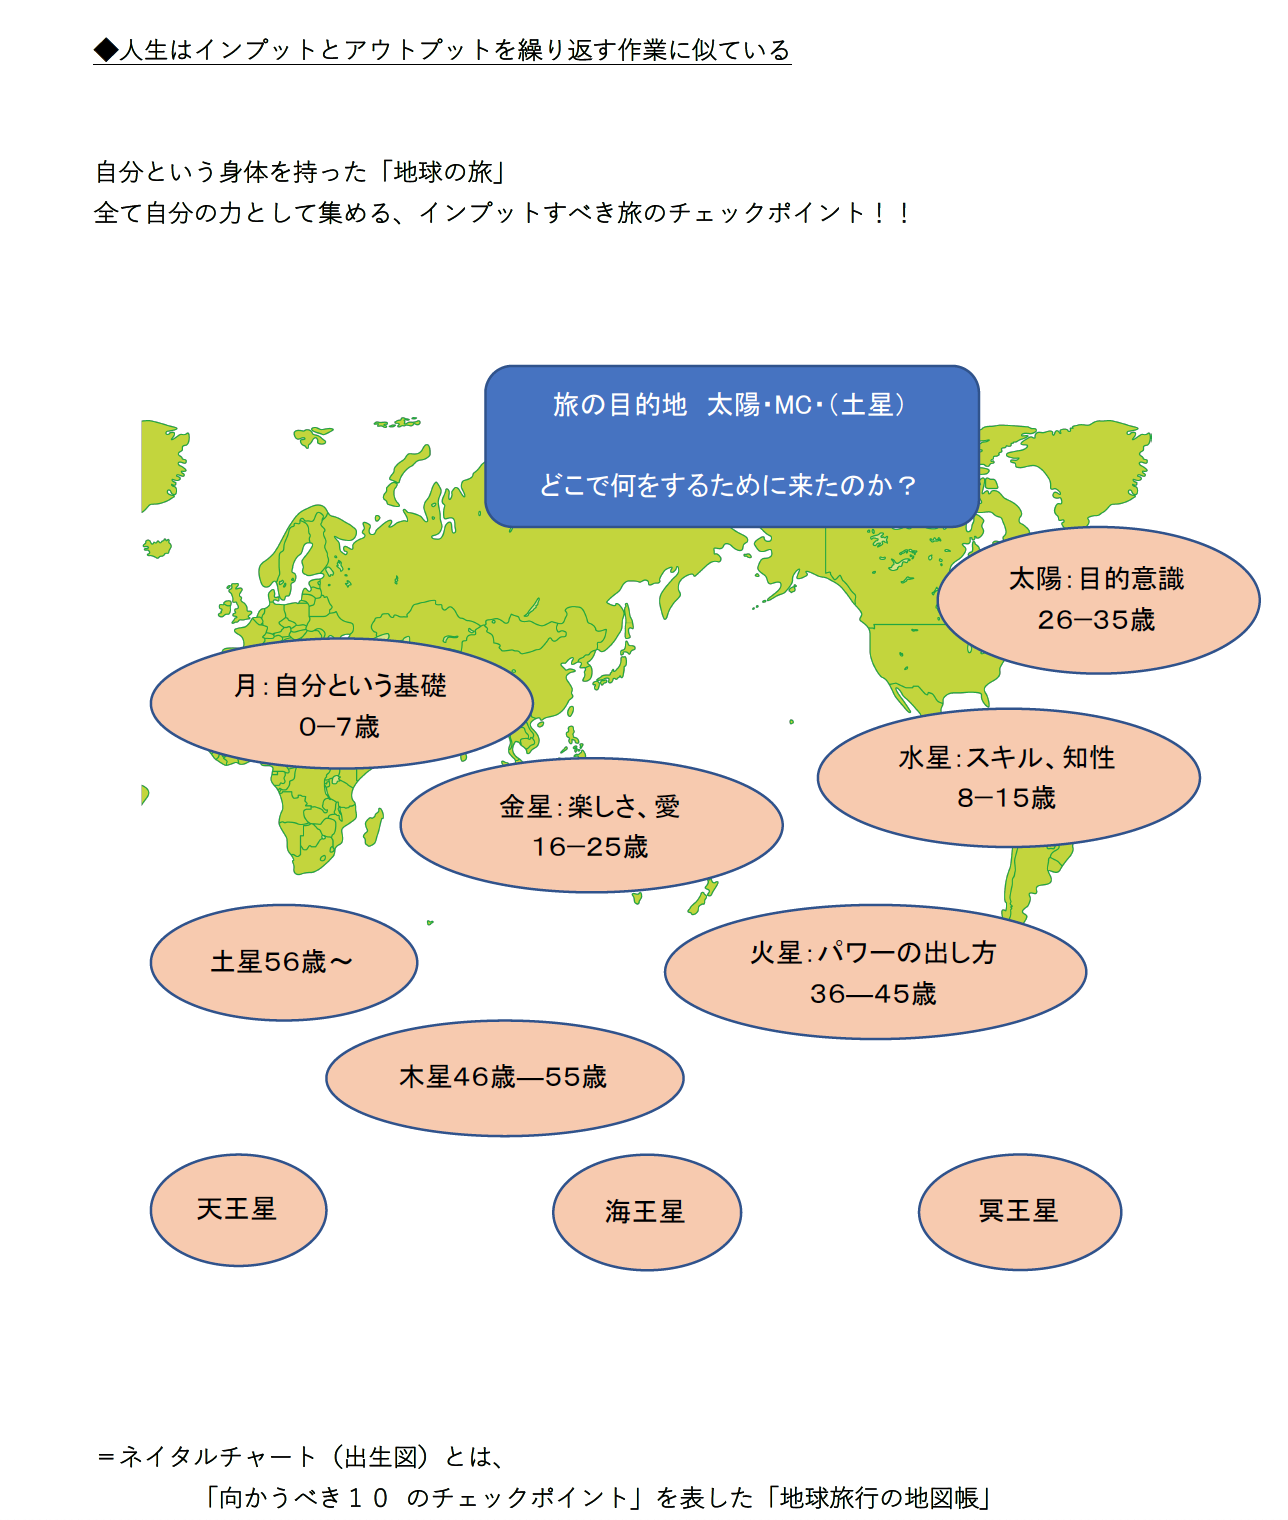 ◆人生はインプットとアウトプットを繰り返す作業に似ている
自分という身体を持った「地球の旅」
全て自分の力として集める、インプットすべき旅のチェックポイント！！
旅の目的地　太陽・MC・（土星）
どこで何をするために来たのか？
太陽：目的意識
26―35歳
月：自分という基礎
0―7歳
水星：スキル、知性
8―15歳
金星：楽しさ、愛
16―25歳
土星56歳～
火星：パワーの出し方
36―45歳
木星46歳―55歳
天王星
海王星
冥王星
＝ネイタルチャート（出生図）とは、
「向かうべき１０ のチェックポイント」を表した「地球旅行の地図帳」